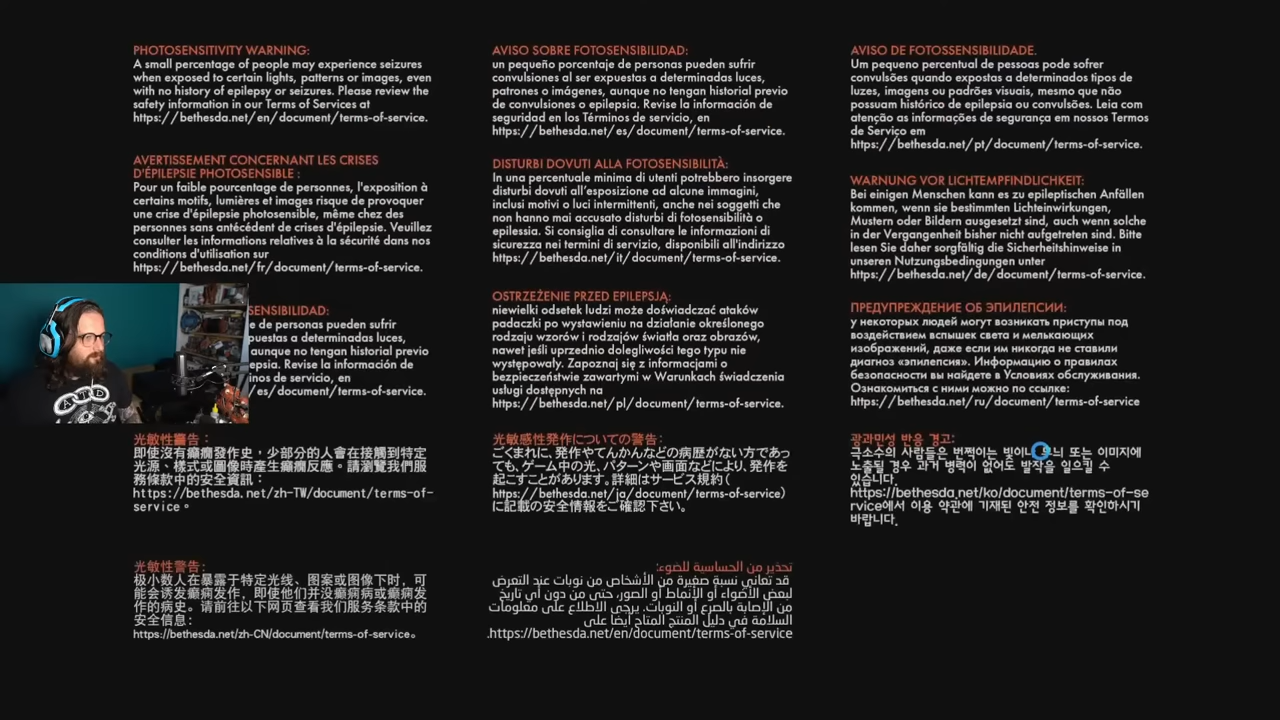 PHOTOSENSITIVITY WARNING:
A small percentage of people may experience seizures
when exposed to certain lights, patterns or images, even
with no history of epilepsy or seizures. Please review the
safety information in our Terms of Services at
https://bethesda.net/en/document/terms-of-service.
AVISO SOBRE FOTOSENSIBILIDAD:
un pequeño porcentaje de personas pueden sufrir
convulsiones al ser expuestas a determinadas luces,
patrones o imágenes, aunque no tengan historial previo
de convulsiones o epilepsia. Revise la información de
seguridad en los Términos de servicio, en
https://bethesda.net/es/document/terms-of-service.
AVISO DE FOTOSSENSIBILIDADE.
Um pequeno percentual de pessoas pode sofrer
convulsões quando expostas a determinados tipos de
luzes, imagens ou padrões visuais, mesmo que não
possuam histórico de epilepsia ou convulsões. Leia com
atenção as informações de segurança em nossos Termos
de Serviço em
https://bethesda.net/pt/document/terms-of-service.
AVERTISSEMENT CONCERNANT LES CRISES
D'ÉPILEPSIE PHOTOSENSIBLE :
Pour un faible pourcentage de personnes, l'exposition à
certains motifs, lumières et images risque de provoquer
une crise d'épilepsie photosensible, même chez des
personnes sans antécédent de crises d'épilepsie. Veuillez
consulter les informations relatives à la sécurité dans nos
conditions d'utilisation sur
https://bethesda.net/fr/document/terms-of-service.
DISTURBI DOVUTI ALLA FOTOSENSIBILITÀ:
In una percentuale minima di utenti potrebbero insorgere
disturbi dovuti all'esposizione ad alcune immagini,
inclusi motivi o luci intermittenti, anche nei soggetti che
non hanno mai accusato disturbi di fotosensibilità o
epilessia. Si consiglia di consultare le informazioni di
sicurezza nei termini di servizio, disponibili all'indirizzo
https://bethesda.net/it/document/terms-of-service.
WARNUNG VOR LICHTEMPFINDLICHKEIT:
Bei einigen Menschen kann es zu epileptischen Anfällen
kommen, wenn sie bestimmten Lichteinwirkungen,
Mustern oder Bildern ausgesetzt sind, auch wenn solche
in der Vergangenheit bisher nicht aufgetreten sind. Bitte
lesen Sie daher sorgfältig die Sicherheitshinweise in
unseren Nutzungsbedingungen unter
https://bethesda.net/de/document/terms-of-service.
SENSIBILIDAD:
e de personas pueden sufrir
puestas a determinadas luces,
aunque no tengan historial previo
epsia. Revise la información de
inos de servicio, en
/es/document/terms-of-service.
OSTRZEŻENIE PRZED EPILEPSJĄ:
niewielki odsetek ludzi może doświadczać ataków
padaczki po wystawieniu na działanie określonego
rodzaju wzorów i rodzajów światła oraz obrazów,
nawet jeśli uprzednio dolegliwości tego typu nie
występowały. Zapoznaj się z informacjami o
bezpieczeństwie zawartymi w Warunkach świadczenia
usługi dostępnych na
https://bethesda.net/pl/document/terms-of-service.
ПРЕДУПРЕЖДЕНИЕ ОБ ЭПИЛЕПСИИ:
у некоторых людей могут возникать приступы под
воздействием вспышек света и мелькающих
изображений, даже если им никогда не ставили
диагноз «эпилепсия». Информацию о правилах
безопасности вы найдете в Условиях обслуживания.
Ознакомиться с ними можно по ссылке:
https://bethesda.net/ru/document/terms-of-service
光敏性警告：
即使沒有癲癇發作史，少部分的人會在接觸到特定
光源、樣式或圖像時產生癲癇反應。請瀏覽我們服
務條款中的安全資訊：
https://bethesda.net/zh-TW/document/terms-of-
service。
光敏感性発作についての警告:
ごくまれに、発作やてんかんなどの病歴がない方であっ
ても、ゲーム中の光、パターンや画面などにより、発作を
起こすことがあります。詳細はサービス規約(
https://bethesda.net/ja/document/terms-of-service)
に記載の安全情報をご確認下さい。
광과민성 반응 경고:
극소수의 사람들은 번쩍이는 빛이나 또는 이미지에
노출될 경우 과거 병력이 없어도 발작을 일으킬 수
있습니다.
https://bethesda.net/ko/document/terms-of-se
rvice에서 이용 약관에 기재된 안전 정보를 확인하시기
바랍니다.
光敏性警告:
极小数人在暴露于特定光线、图案或图像下时，可
能会诱发癫痫发作，即使他们并没癫痫病或癫痫发
作的病史。请前往以下网页查看我们服务条款中的
安全信息:
https://bethesda.net/zh-CN/document/terms-of-service。
تحذير من الحساسية للضوء:
قد تعاني نسبة صغيرة من الأشخاص من نوبات عند التعرض
لبعض الأضواء أو الأنماط أو الصور، حتى من دون أي تاريخ
من الإصابة بالصرع أو النوبات. يرجى الاطلاع على معلومات
السلامة في دليل المنتج المتاح أيضًا على
https://bethesda.net/en/document/terms-of-service.